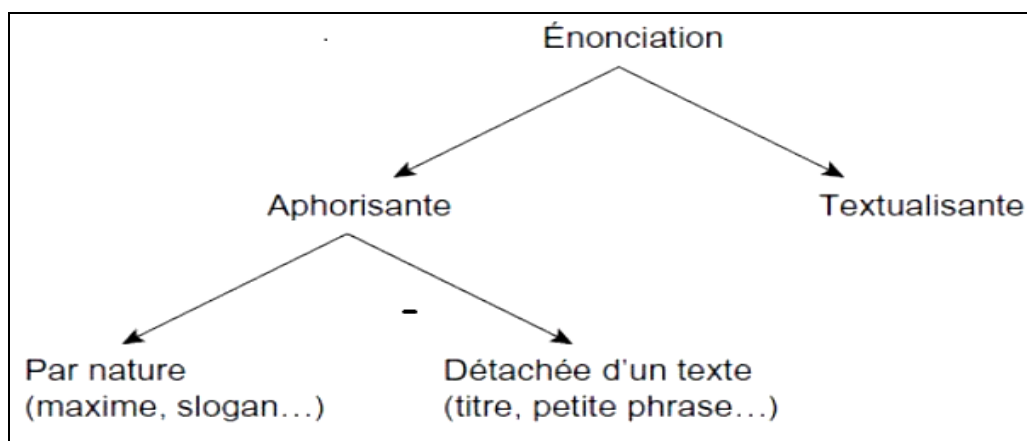 Énonciation
Aphorisante
Textualisante
Par nature
(maxime, slogan…)
Détachée d’un texte
(titre, petite phrase…)